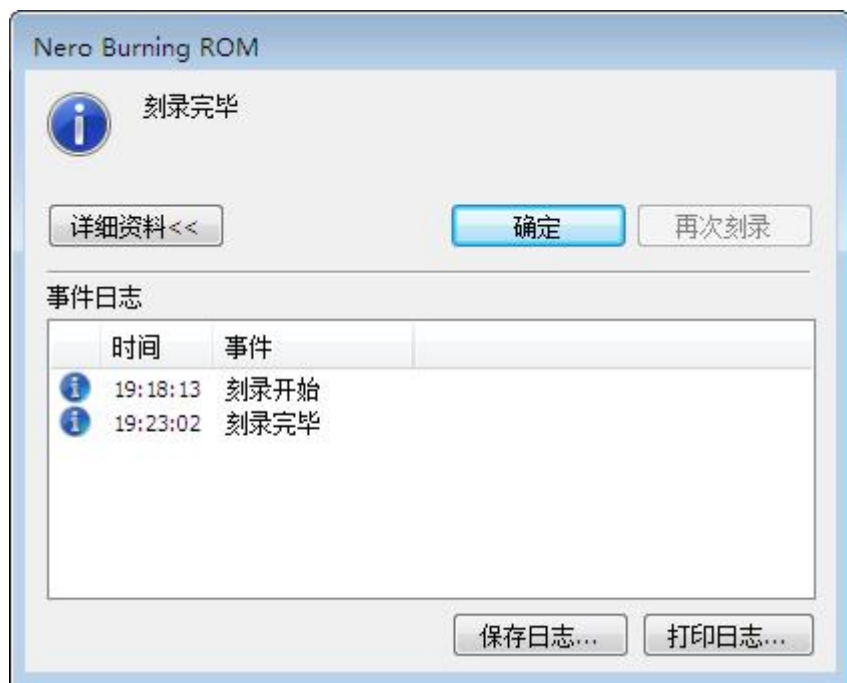 Nero Burning ROM
刻录完毕
详细资料<< 确定 再次刻录
事件日志
时间 事件
19:18:13 刻录开始
19:23:02 刻录完毕
保存日志... 打印日志...